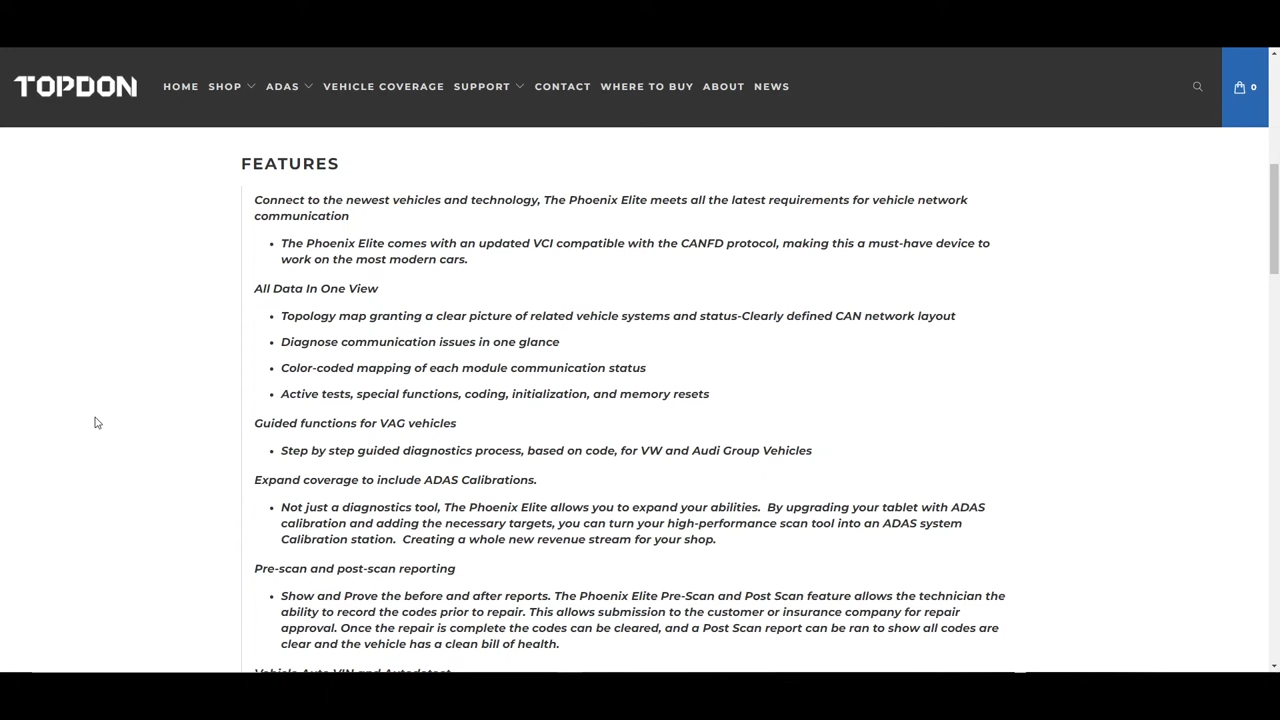 TOPDON HOME SHOP ADAS VEHICLE COVERAGE SUPPORT CONTACT WHERE TO BUY ABOUT NEWS 0
FEATURES
Connect to the newest vehicles and technology, The Phoenix Elite meets all the latest requirements for vehicle network
communication
• The Phoenix Elite comes with an updated VCI compatible with the CANFD protocol, making this a must-have device to
work on the most modern cars.
All Data In One View
• Topology map granting a clear picture of related vehicle systems and status-Clearly defined CAN network layout
• Diagnose communication issues in one glance
• Color-coded mapping of each module communication status
• Active tests, special functions, coding, initialization, and memory resets
Guided functions for VAG vehicles
• Step by step guided diagnostics process, based on code, for VW and Audi Group Vehicles
Expand coverage to include ADAS Calibrations.
• Not just a diagnostics tool, The Phoenix Elite allows you to expand your abilities. By upgrading your tablet with ADAS
calibration and adding the necessary targets, you can turn your high-performance scan tool into an ADAS system
Calibration station. Creating a whole new revenue stream for your shop.
Pre-scan and post-scan reporting
• Show and Prove the before and after reports. The Phoenix Elite Pre-Scan and Post Scan feature allows the technician the
ability to record the codes prior to repair. This allows submission to the customer or insurance company for repair
approval. Once the repair is complete the codes can be cleared, and a Post Scan report can be ran to show all codes are
clear and the vehicle has a clean bill of health.
Vehicle Auto VIN and Autodetect